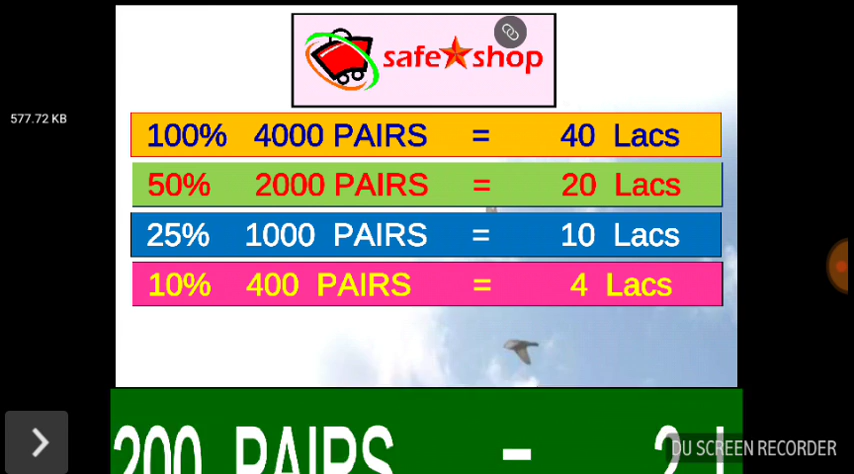 safe shop
577.72 KB
100% 4000 PAIRS = 40 Lacs
50% 2000 PAIRS = 20 Lacs
25% 1000 PAIRS = 10 Lacs
10% 400 PAIRS = 4 Lacs
200 PAIRS = 2 L
DU SCREEN RECORDER